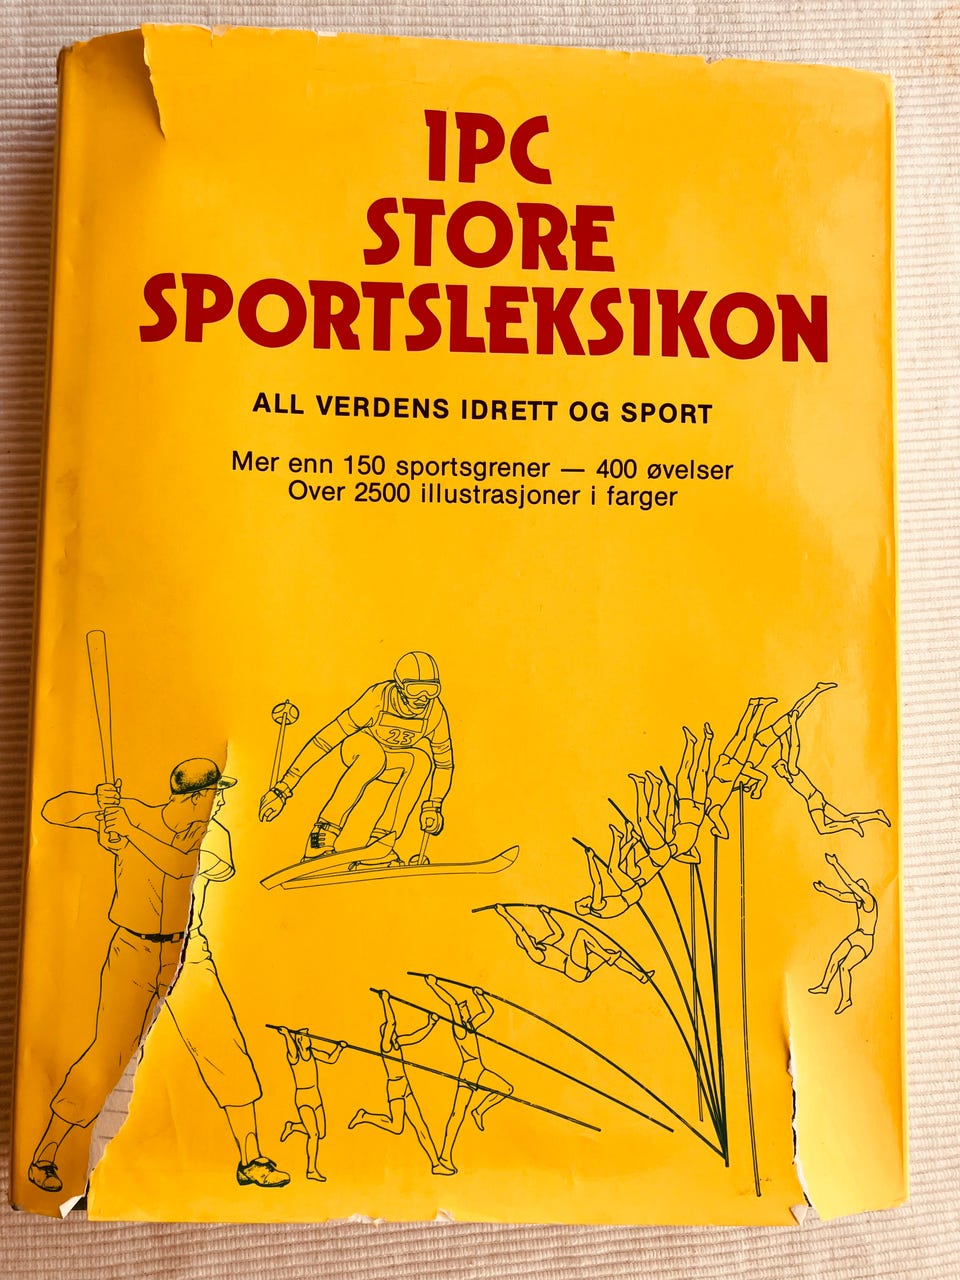 IPC
STORE
SPORTSLEKSIKON
ALL VERDENS IDRETT OG SPORT
Mer enn 150 sportsgrener — 400 øvelser
Over 2500 illustrasjoner i farger
23